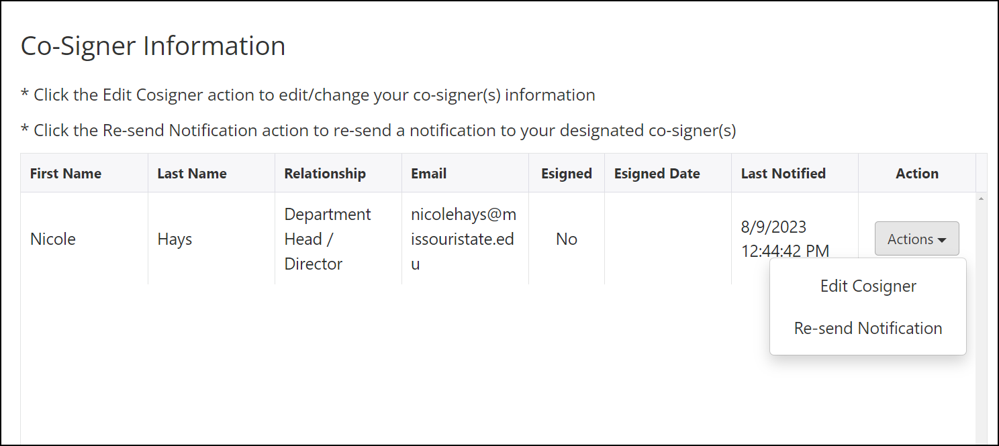 Co-Signer Information
* Click the Edit Cosigner action to edit/change your co-signer(s) information
* Click the Re-send Notification action to re-send a notification to your designated co-signer(s)
First Name Last Name Relationship Email Esigned Esigned Date Last Notified Action
Nicole
Hays
Department
Head /
Director
nicolehays@m
issouristate.ed
u
No
8/9/2023
12:44:42 PM
Actions
Edit Cosigner
Re-send Notification